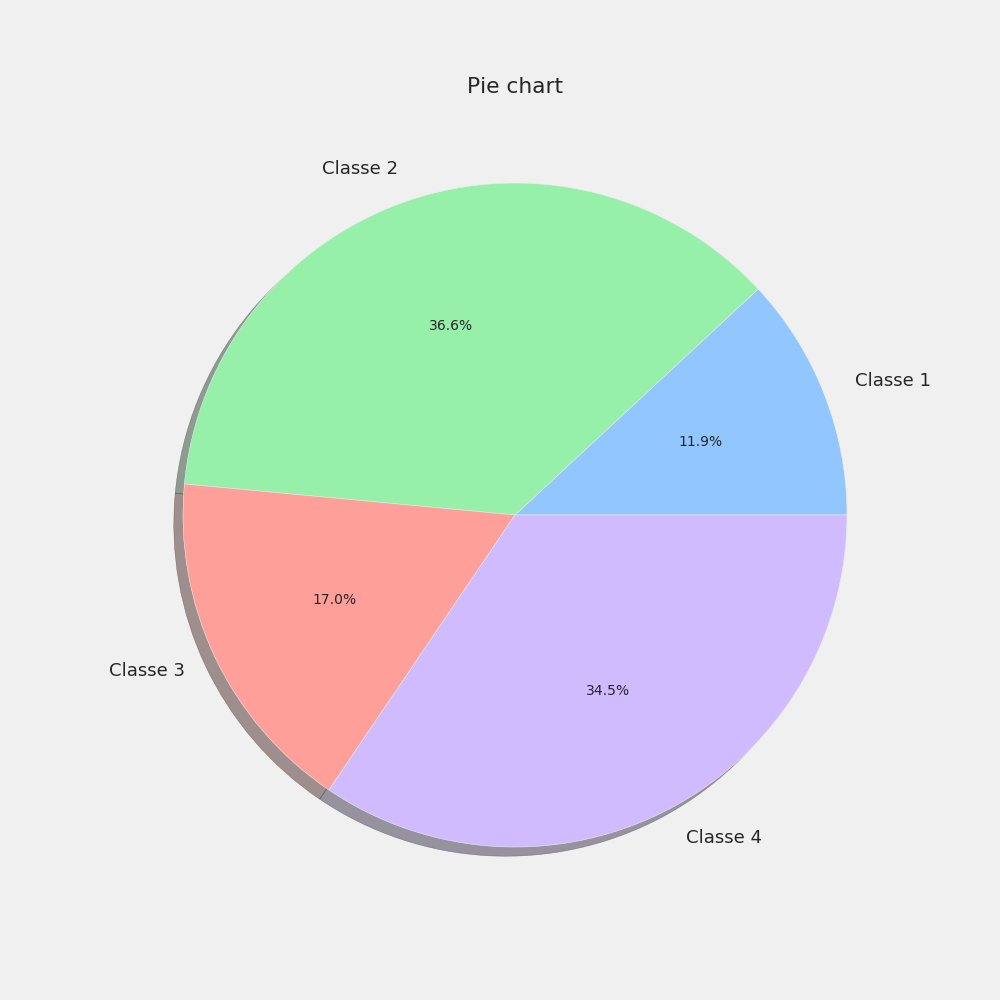 Pie chart
Classe 2
36.6%
Classe 1
11.9%
17.0%
Classe 3
34.5%
Classe 4